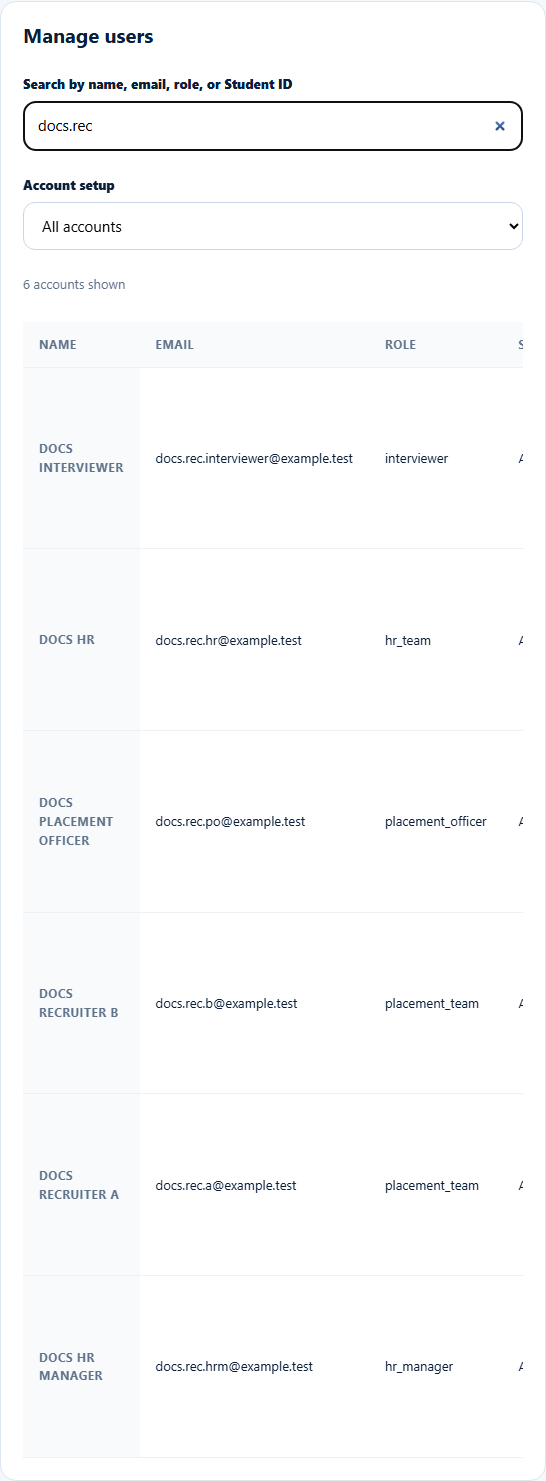 Manage users
Search by name, email, role, or Student ID
docs.rec
Account setup
All accounts
6 accounts shown
NAME EMAIL ROLE
DOCS
INTERVIEWER docs.rec.interviewer@example.test interviewer
DOCS HR docs.rec.hr@example.test hr_team
DOCS
PLACEMENT
OFFICER docs.rec.po@example.test placement_officer
DOCS
RECRUITER B docs.rec.b@example.test placement_team
DOCS
RECRUITER A docs.rec.a@example.test placement_team
DOCS HR
MANAGER docs.rec.hrm@example.test hr_manager